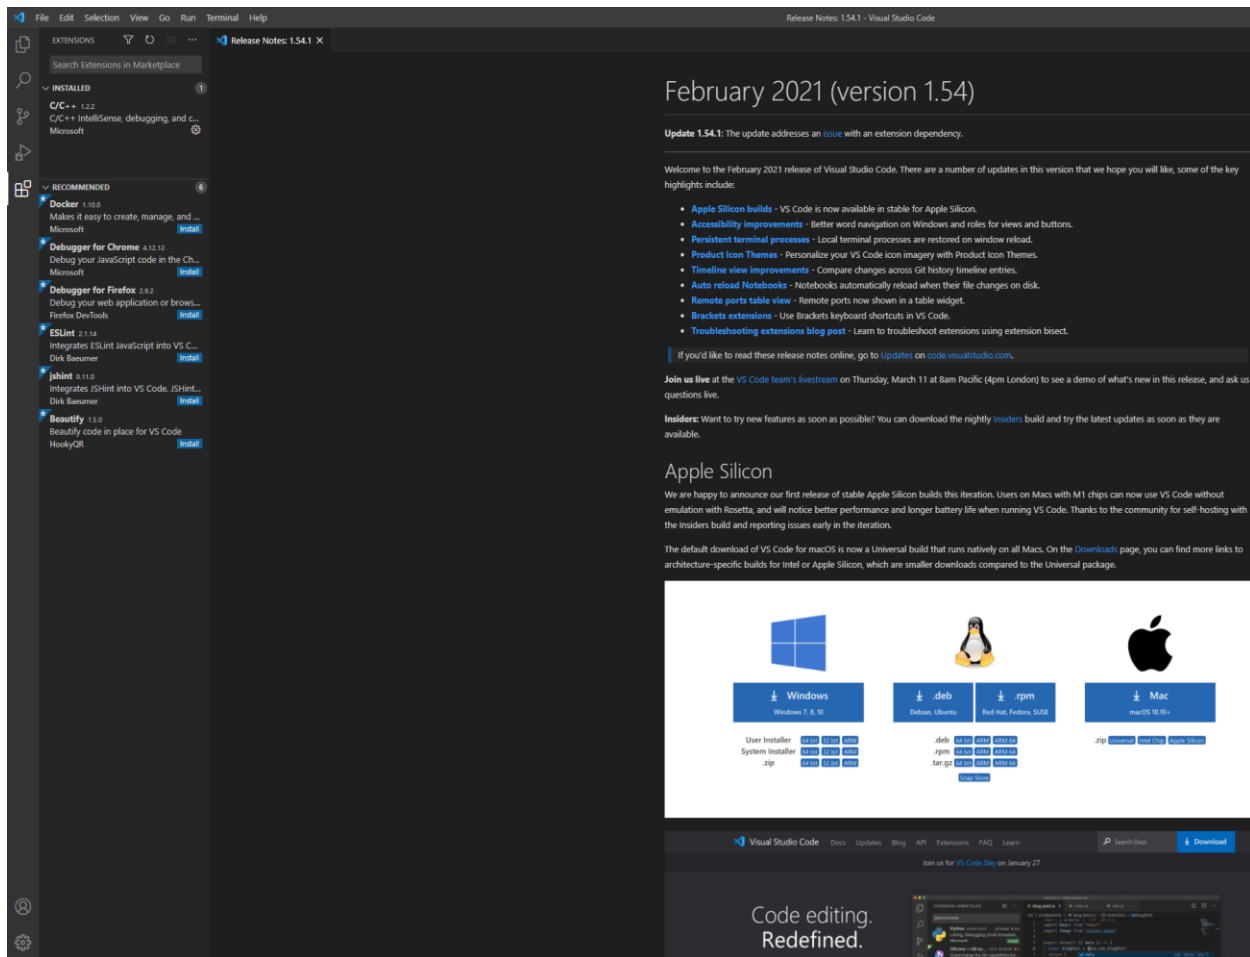 File Edit Selection View Go Run Terminal Help
Release Notes: 1.54.1 - Visual Studio Code
EXTENSIONS
Search Extensions in Marketplace
INSTALLED 1
C/C++ 1.2.2
C/C++ IntelliSense, debugging, and c...
Microsoft
RECOMMENDED 6
Docker 1.10.0
Makes it easy to create, manage, and ...
Microsoft Install
Debugger for Chrome 4.12.12
Debug your JavaScript code in the Ch...
Microsoft Install
Debugger for Firefox 2.9.2
Debug your web application or brows...
Firefox DevTools Install
ESLint 2.1.14
Integrates ESLint JavaScript into VS C...
Dirk Baeumer Install
jshint 0.11.0
Integrates JSHint into VS Code. JSHint...
Dirk Baeumer Install
Beautify 1.5.0
Beautify code in place for VS Code
HookyQR Install
Release Notes: 1.54.1
February 2021 (version 1.54)
Update 1.54.1: The update addresses an issue with an extension dependency.
Welcome to the February 2021 release of Visual Studio Code. There are a number of updates in this version that we hope you will like, some of the key
highlights include:
• Apple Silicon builds - VS Code is now available in stable for Apple Silicon.
• Accessibility improvements - Better word navigation on Windows and roles for views and buttons.
• Persistent terminal processes - Local terminal processes are restored on window reload.
• Product Icon Themes - Personalize your VS Code icon imagery with Product Icon Themes.
• Timeline view improvements - Compare changes across Git history timeline entries.
• Auto reload Notebooks - Notebooks automatically reload when their file changes on disk.
• Remote ports table view - Remote ports now shown in a table widget.
• Brackets extensions - Use Brackets keyboard shortcuts in VS Code.
• Troubleshooting extensions blog post - Learn to troubleshoot extensions using extension bisect.
If you'd like to read these release notes online, go to Updates on code.visualstudio.com.
Join us live at the VS Code team's livestream on Thursday, March 11 at 8am Pacific (4pm London) to see a demo of what's new in this release, and ask us
questions live.
Insiders: Want to try new features as soon as possible? You can download the nightly Insiders build and try the latest updates as soon as they are
available.
Apple Silicon
We are happy to announce our first release of stable Apple Silicon builds this iteration. Users on Macs with M1 chips can now use VS Code without
emulation with Rosetta, and will notice better performance and longer battery life when running VS Code. Thanks to the community for self-hosting with
the Insiders build and reporting issues early in the iteration.
The default download of VS Code for macOS is now a Universal build that runs natively on all Macs. On the Downloads page, you can find more links to
architecture-specific builds for Intel or Apple Silicon, which are smaller downloads compared to the Universal package.
Windows
Windows 7, 8, 10
User Installer 64 bit 32 bit ARM
System Installer 64 bit 32 bit ARM
.zip 64 bit 32 bit ARM
.deb
Debian, Ubuntu
.rpm
Red Hat, Fedora, SUSE
.deb 64 bit ARM ARM 64
.rpm 64 bit ARM ARM 64
.tar.gz 64 bit ARM ARM 64
Snap Store
Mac
macOS 10.10+
.zip Universal Intel Chip Apple Silicon
Visual Studio Code Docs Updates Blog API Extensions FAQ Learn Search Docs Download
Join us for VS Code Day on January 27
Code editing.
Redefined.
EXTENSIONS: MARKETPLACE
Python
Microsoft